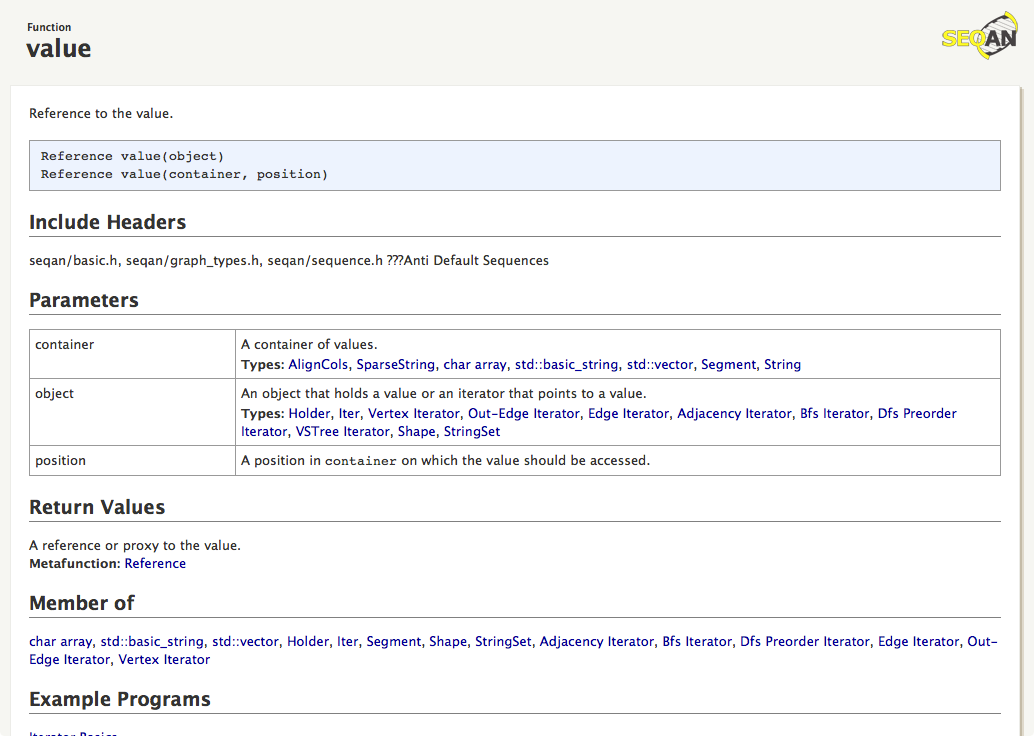 Function
value
SEQAN
Reference to the value.
Reference value(object)
Reference value(container, position)
Include Headers
seqan/basic.h, seqan/graph_types.h, seqan/sequence.h ???Anti Default Sequences
Parameters
container
A container of values.
Types: AlignCols, SparseString, char array, std::basic_string, std::vector, Segment, String
object
An object that holds a value or an iterator that points to a value.
Types: Holder, Iter, Vertex Iterator, Out-Edge Iterator, Edge Iterator, Adjacency Iterator, Bfs Iterator, Dfs Preorder
Iterator, VSTree Iterator, Shape, StringSet
position
A position in container on which the value should be accessed.
Return Values
A reference or proxy to the value.
Metafunction: Reference
Member of
char array, std::basic_string, std::vector, Holder, Iter, Segment, Shape, StringSet, Adjacency Iterator, Bfs Iterator, Dfs Preorder Iterator, Edge Iterator, Out-
Edge Iterator, Vertex Iterator
Example Programs
Iterator Basics